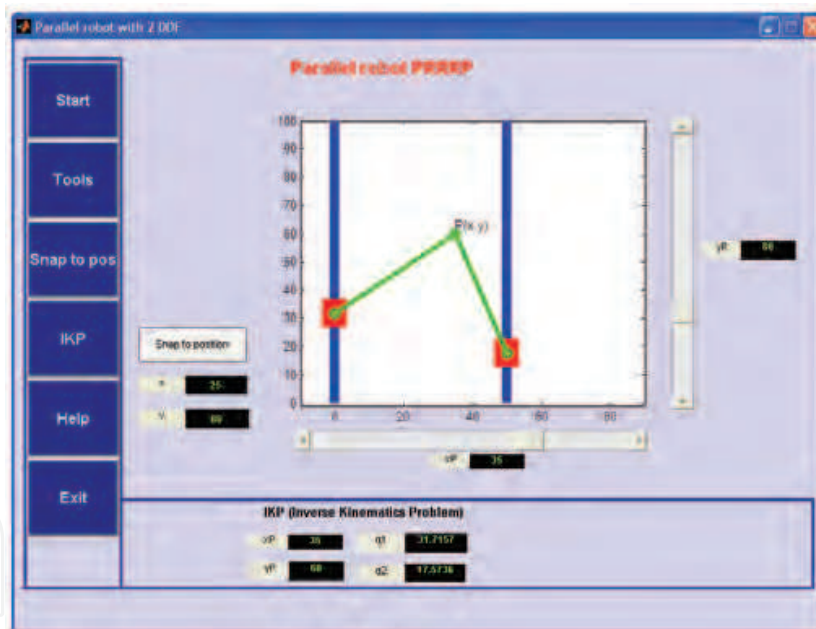 Parallel robot with 2 DOF
Parallel robot PRRRP
Start
Tools
Snap to pos
IKP
Help
Exit
100
90
80
70
60
50
40
30
20
10
0
P(x y)
0
20
40
60
80
yP
Snap to position
25
xP
35
IKP (Inverse Kinematics Problem)
xP
35
q1
31.7157
yP
60
q2
17.5736